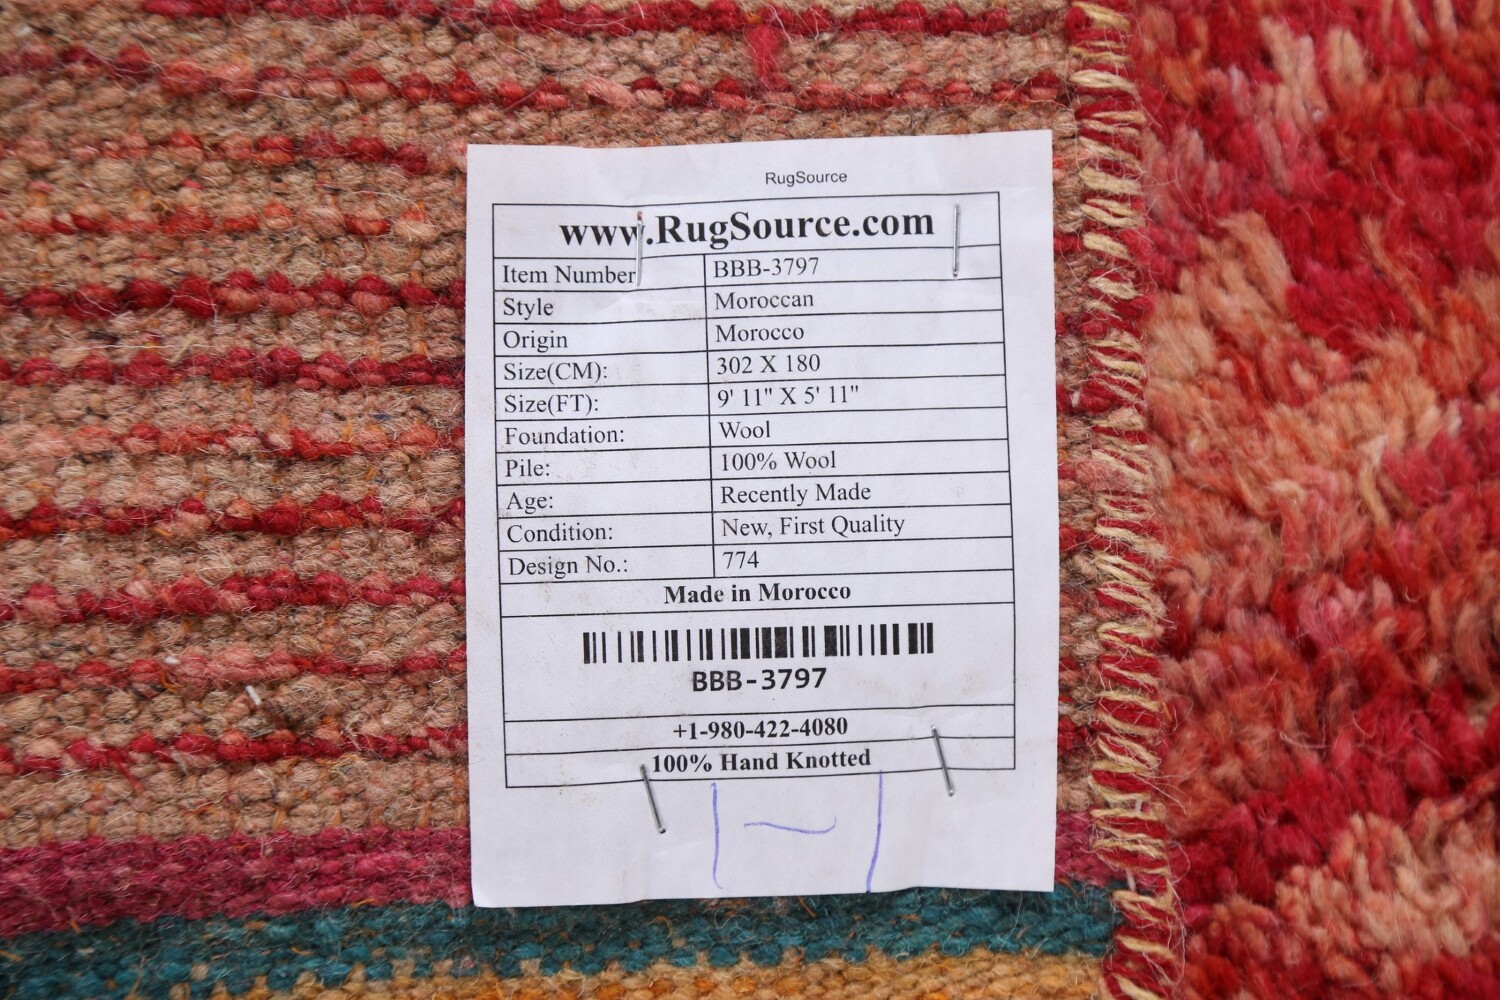 RugSource
www.RugSource.com
Item Number BBB-3797
Style Moroccan
Origin Morocco
Size(CM): 302 X 180
Size(FT): 9' 11" X 5' 11"
Foundation: Wool
Pile: 100% Wool
Age: Recently Made
Condition: New, First Quality
Design No.: 774
Made in Morocco
BBB-3797
+1-980-422-4080
100% Hand Knotted
1-1